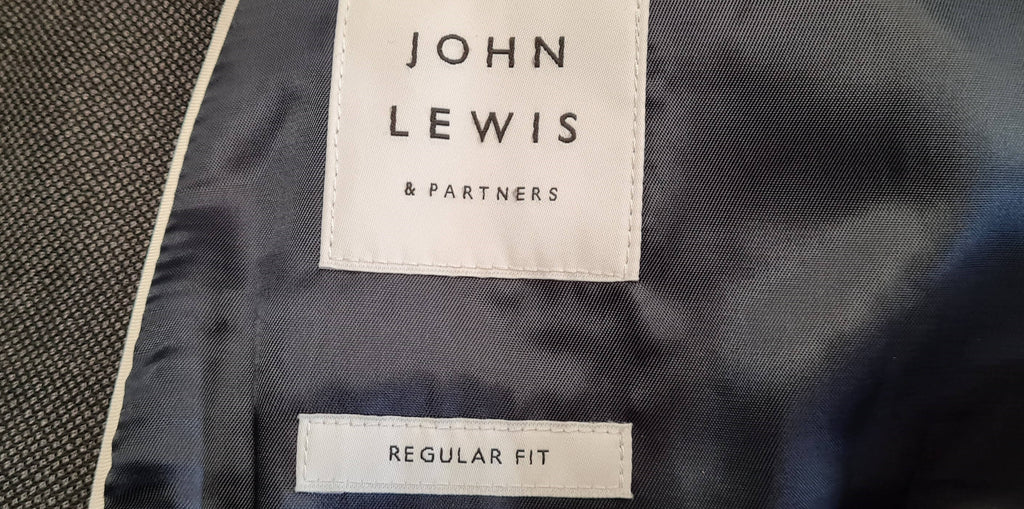 JOHN
LEWIS
& PARTNERS
REGULAR FIT